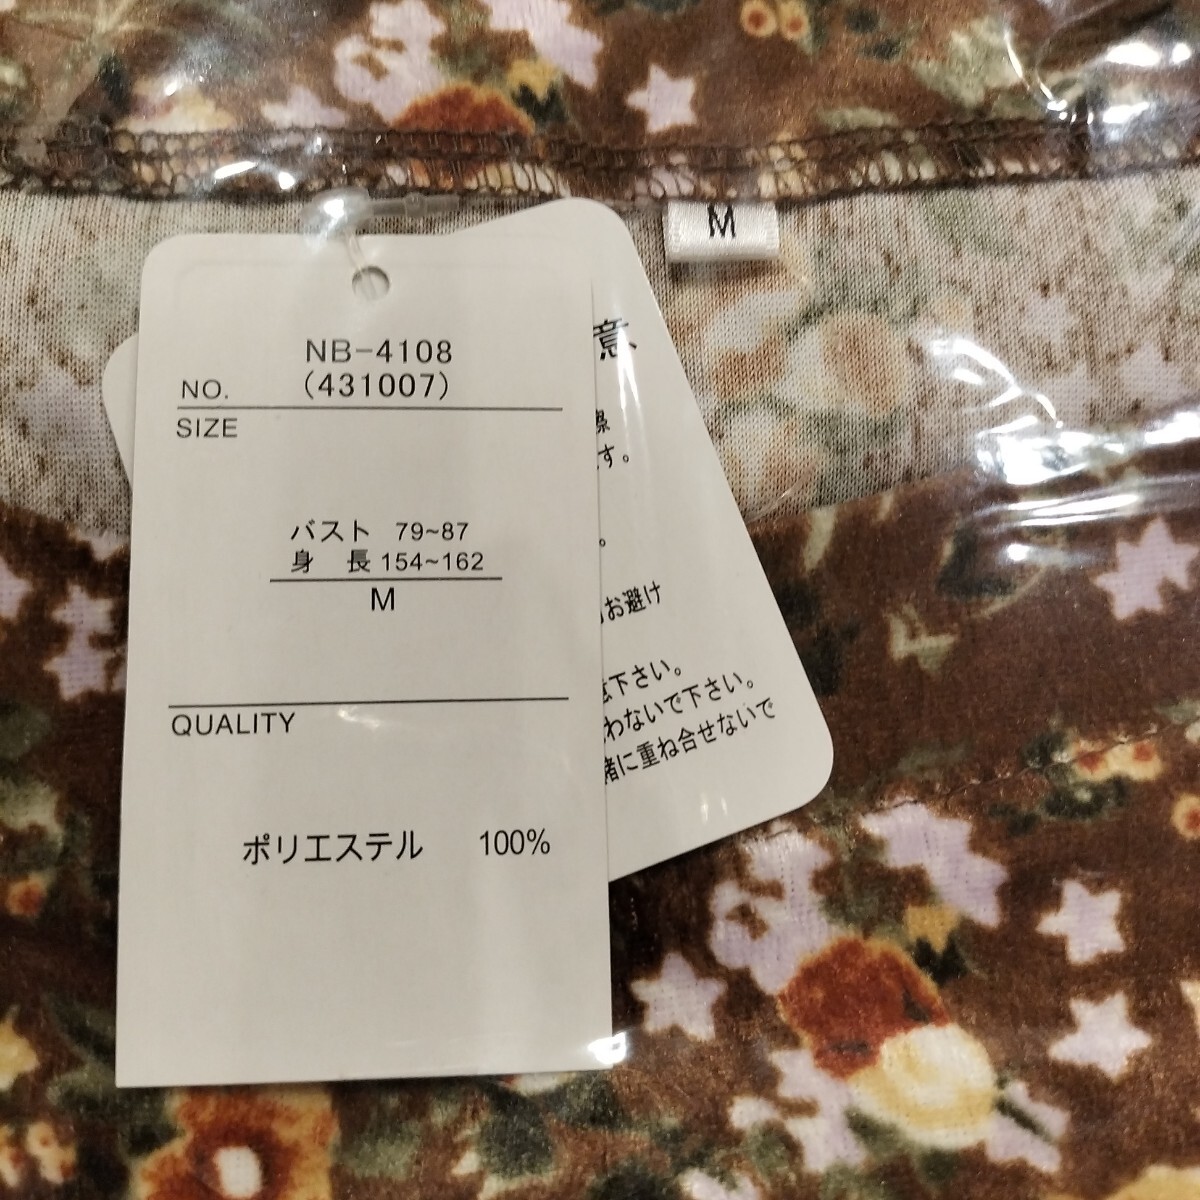 M
NB-4108
NO. (431007)
SIZE
バスト 79~87
身 長 154~162
M
QUALITY
ポリエステル 100%
意
際
す。
。
お避け
下さい。
わないで下さい。
緒に重ね合せないで